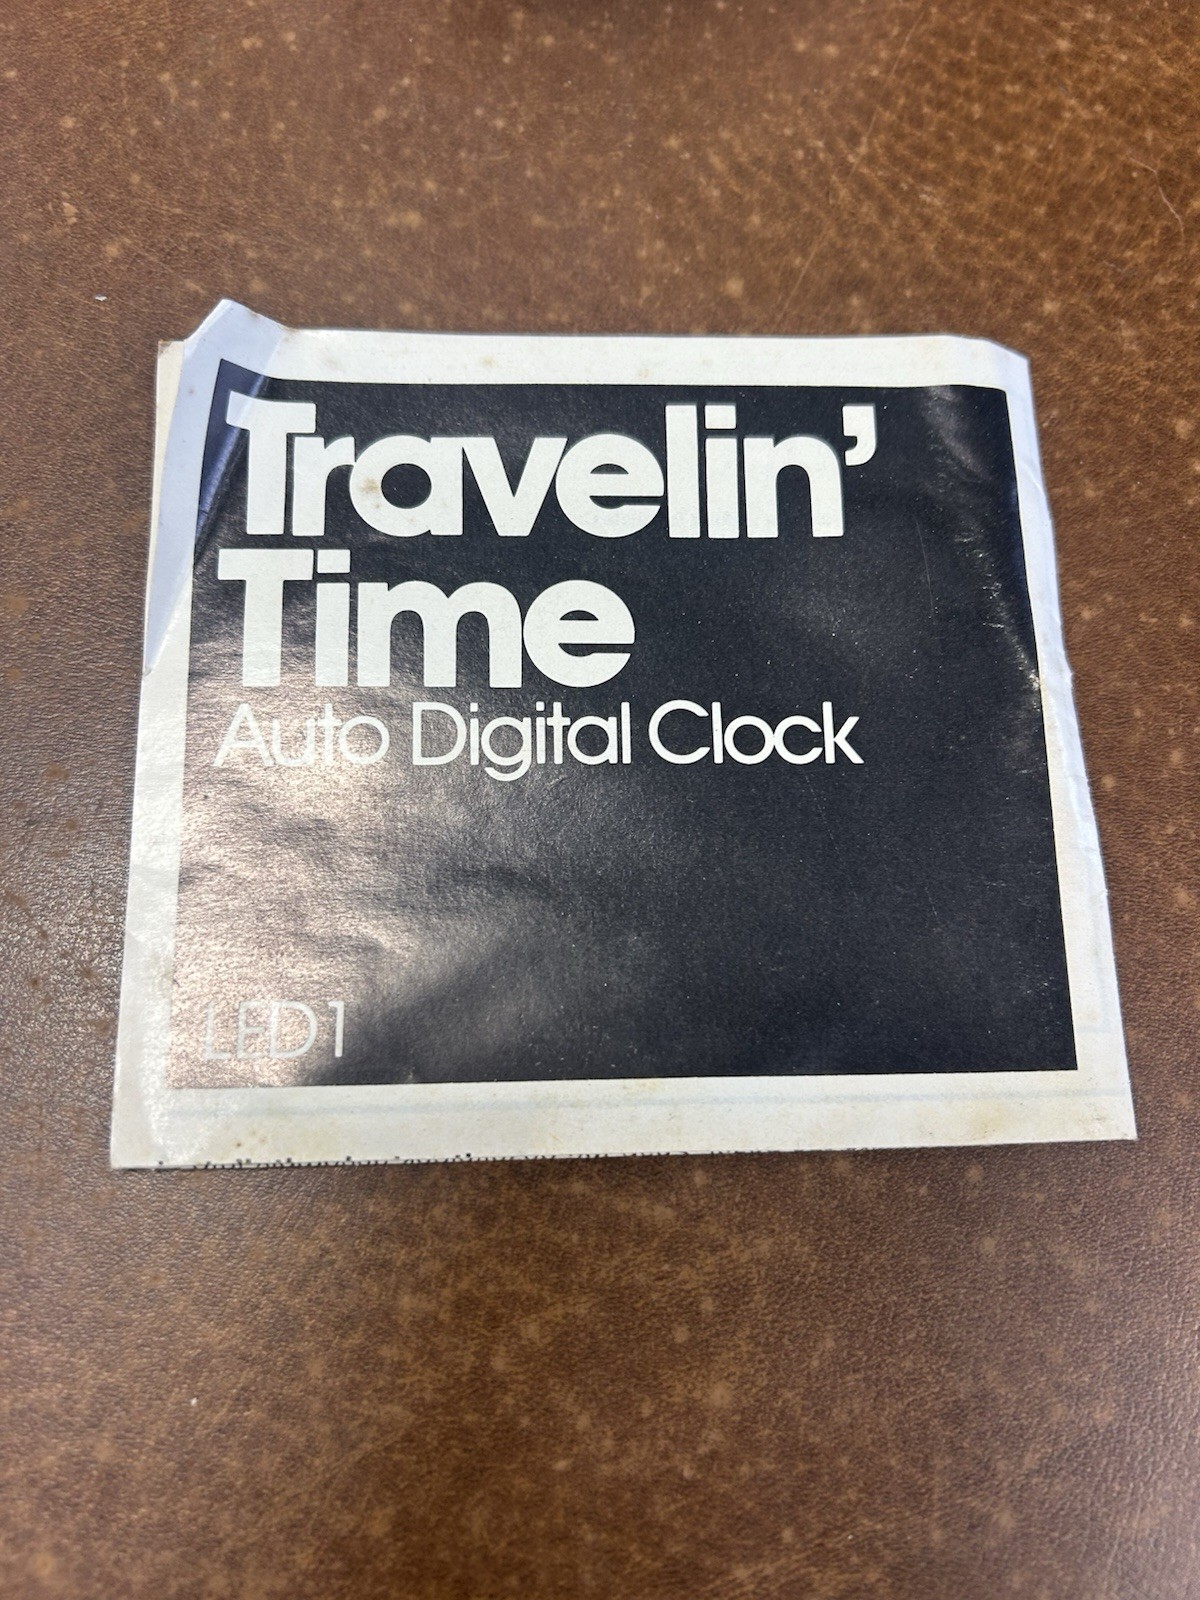 Travelin’
Time
Auto Digital Clock
LED1